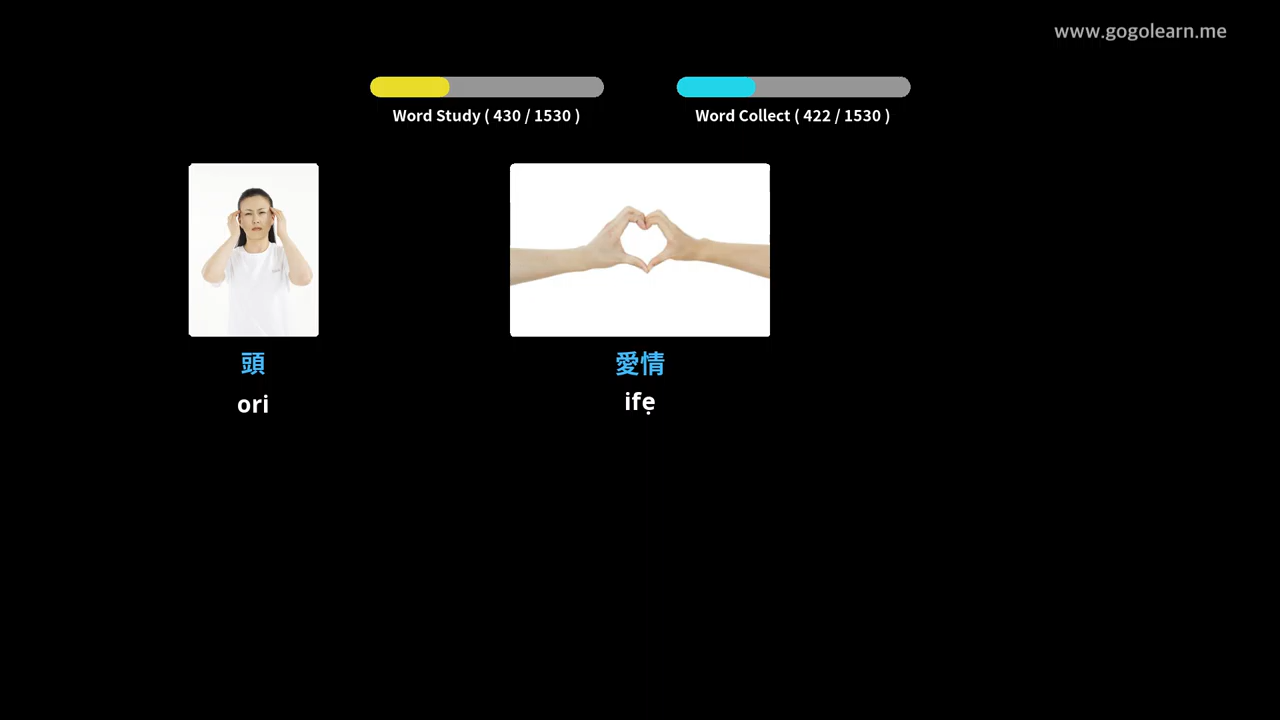 www.gogolearn.me
Word Study ( 430 / 1530 )
Word Collect ( 422 / 1530 )
頭
ori
愛情
ifẹ